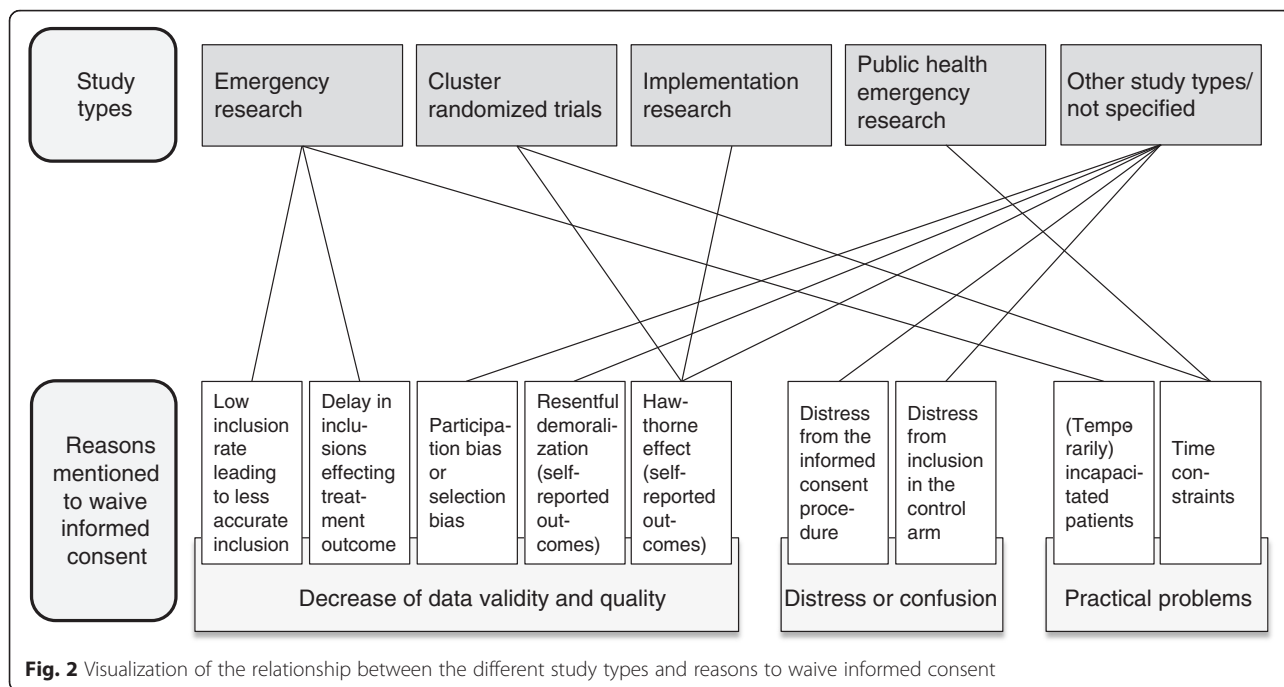 Study
types
Emergency
research
Cluster
randomized trials
Implementation
research
Public health
emergency
research
Other study types/
not specified
Reasons
mentioned
to waive
informed
consent
Low
inclusion
rate
leading
to less
accurate
inclusion
Delay in
inclu-
sions
effecting
treat-
ment
outcome
Participa-
tion bias
or
selection
bias
Resentful
demorali-
zation
(self-
reported
out-
comes)
Haw-
thorne
effect
(self-
reported
out-
comes)
Distress
from the
informed
consent
proce-
dure
Distress
from
inclusion
in the
control
arm
(Tempo
rarily)
incapaci-
tated
patients
Time
con-
straints
Decrease of data validity and quality
Distress or confusion
Practical problems
Fig. 2 Visualization of the relationship between the different study types and reasons to waive informed consent